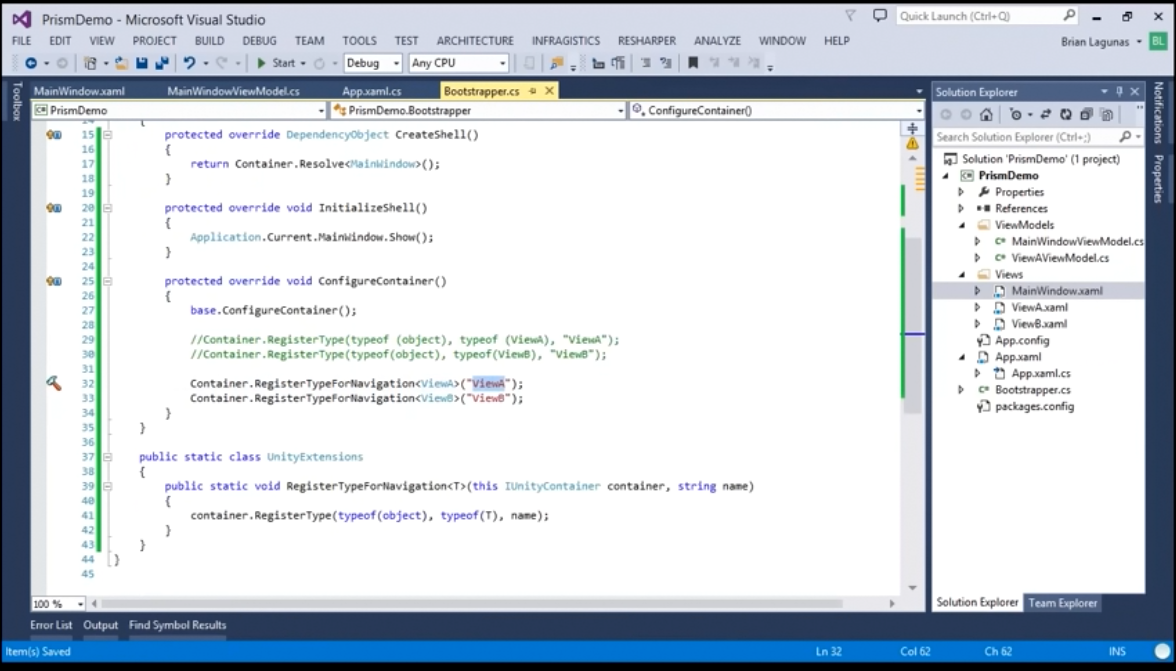 PrismDemo - Microsoft Visual Studio
Quick Launch (Ctrl+Q)
FILE EDIT VIEW PROJECT BUILD DEBUG TEAM TOOLS TEST ARCHITECTURE INFRAGISTICS RESHARPER ANALYZE WINDOW HELP
Brian Lagunas BL
Start Debug Any CPU
Toolbox
MainWindow.xaml MainWindowViewModel.cs App.xaml.cs Bootstrapper.cs
PrismDemo PrismDemo.Bootstrapper ConfigureContainer()
14 {
15 protected override DependencyObject CreateShell()
16 {
17 return Container.Resolve<MainWindow>();
18 }
19
20 protected override void InitializeShell()
21 {
22 Application.Current.MainWindow.Show();
23 }
24
25 protected override void ConfigureContainer()
26 {
27 base.ConfigureContainer();
28
29 //Container.RegisterType(typeof (object), typeof (ViewA), "ViewA");
30 //Container.RegisterType(typeof(object), typeof(ViewB), "ViewB");
31
32 Container.RegisterTypeForNavigation<ViewA>("ViewA");
33 Container.RegisterTypeForNavigation<ViewB>("ViewB");
34 }
35 }
36
37 public static class UnityExtensions
38 {
39 public static void RegisterTypeForNavigation<T>(this IUnityContainer container, string name)
40 {
41 container.RegisterType(typeof(object), typeof(T), name);
42 }
43 }
44 }
45
100 %
Solution Explorer
Search Solution Explorer (Ctrl+;)
Solution 'PrismDemo' (1 project)
PrismDemo
Properties
References
ViewModels
MainWindowViewModel.cs
ViewAViewModel.cs
Views
MainWindow.xaml
ViewA.xaml
ViewB.xaml
App.config
App.xaml
App.xaml.cs
Bootstrapper.cs
packages.config
Solution Explorer Team Explorer
Notifications
Properties
Error List Output Find Symbol Results
Item(s) Saved Ln 32 Col 62 Ch 62 INS